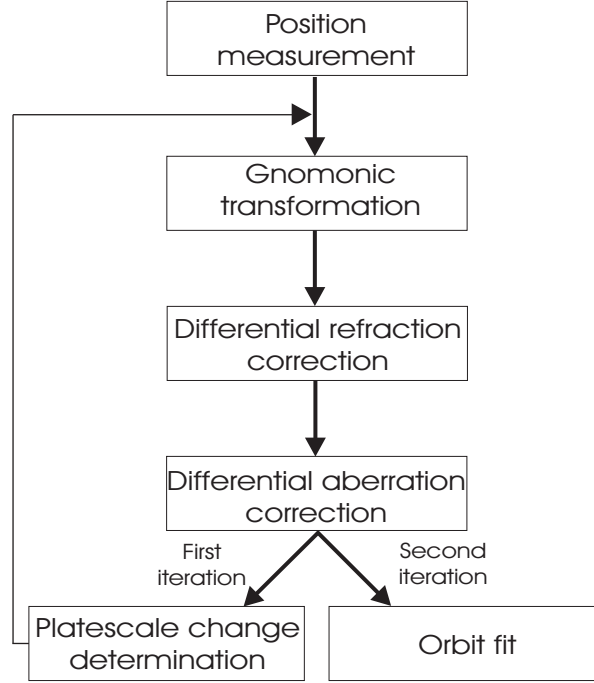 Position
measurement
Gnomonic
transformation
Differential refraction
correction
Differential aberration
correction
First
iteration
Second
iteration
Platescale change
determination
Orbit fit